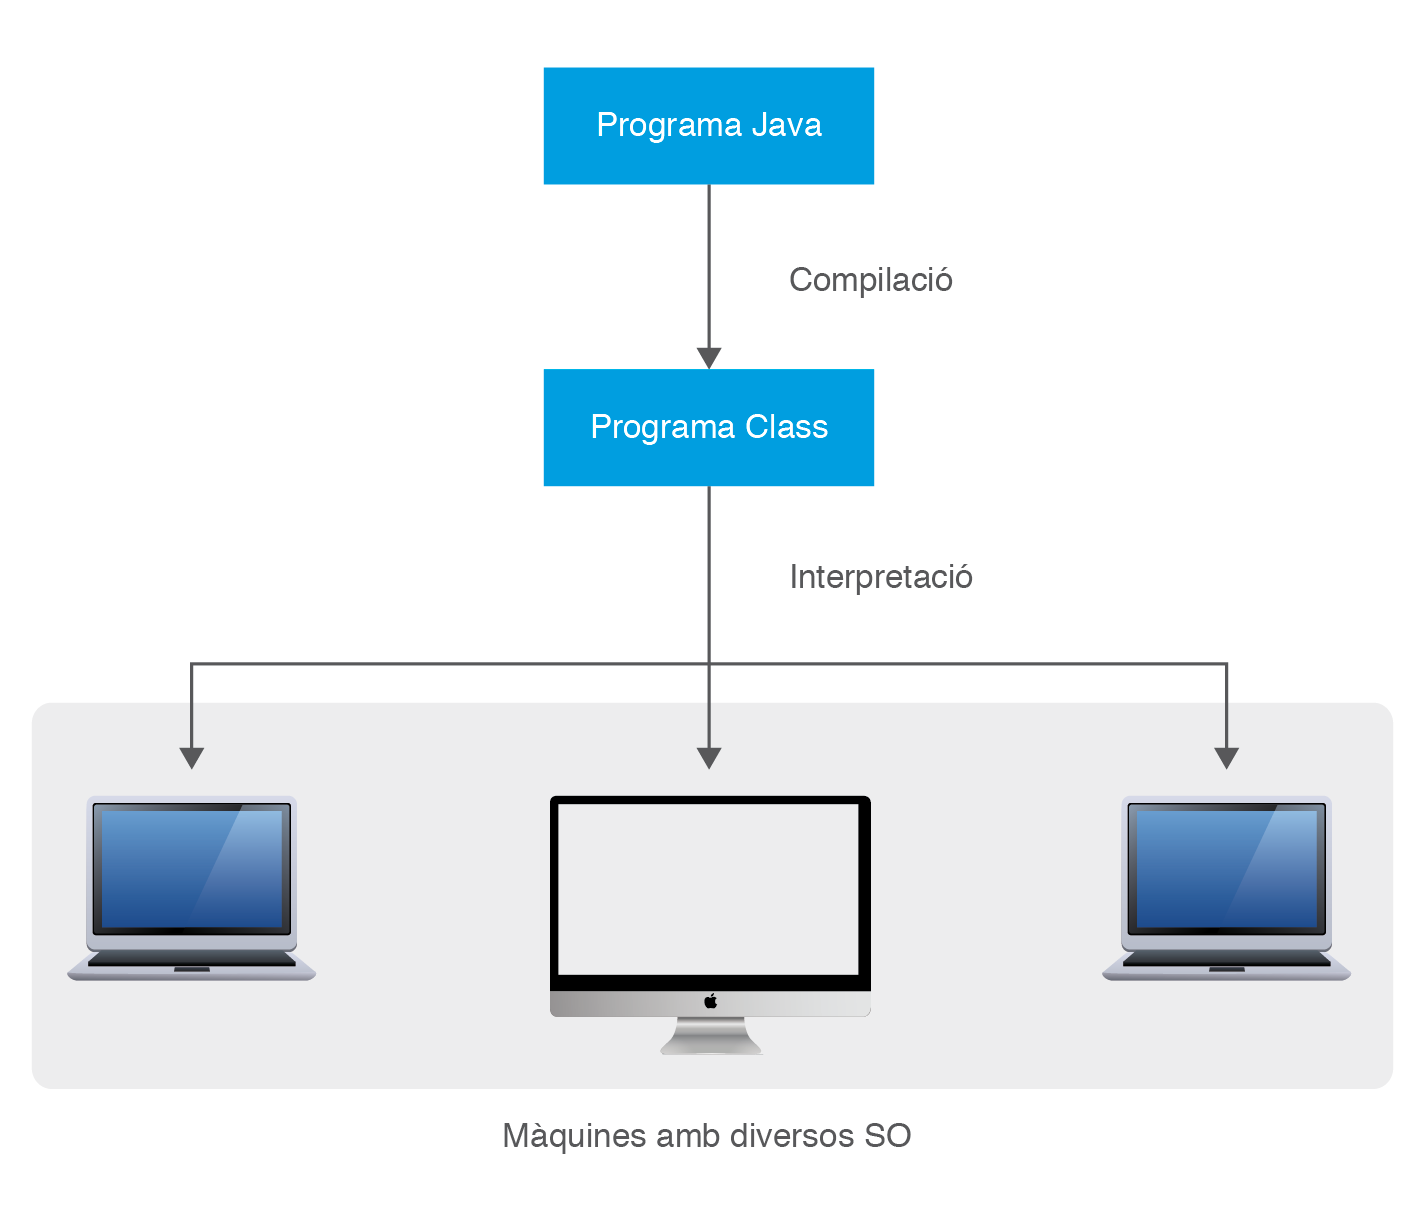 Programa Java
Compilació
Programa Class
Interpretació
Màquines amb diversos SO